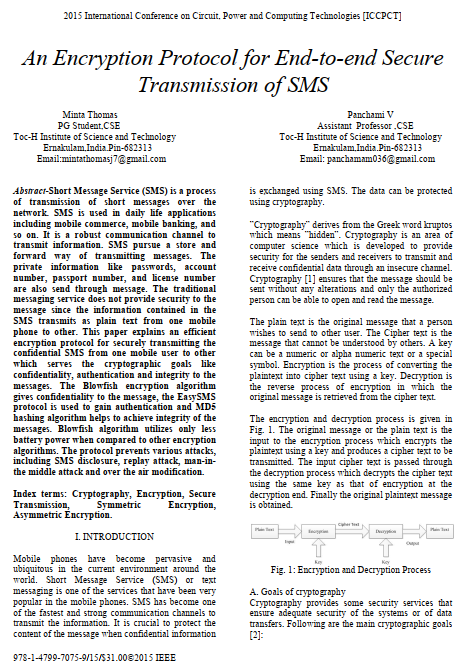 2015 International Conference on Circuit, Power and Computing Technologies [ICCPCT]
An Encryption Protocol for End-to-end Secure
Transmission of SMS
Minta Thomas
PG Student,CSE
Toc-H Institute of Science and Technology
Ernakulam,India,Pin-682313
Email:mintathomasj7@gmail.com
Panchami V
Assistant Professor ,CSE
Toc-H Institute of Science and Technology
Ernakulam,India,Pin-682313
Email: panchamam036@gmail.com
Abstract-Short Message Service (SMS) is a process
of transmission of short messages over the
network. SMS is used in daily life applications
including mobile commerce, mobile banking, and
so on. It is a robust communication channel to
transmit information. SMS pursue a store and
forward way of transmitting messages. The
private information like passwords, account
number, passport number, and license number
are also send through message. The traditional
messaging service does not provide security to the
message since the information contained in the
SMS transmits as plain text from one mobile
phone to other. This paper explains an efficient
encryption protocol for securely transmitting the
confidential SMS from one mobile user to other
which serves the cryptographic goals like
confidentiality, authentication and integrity to the
messages. The Blowfish encryption algorithm
gives confidentiality to the message, the EasySMS
protocol is used to gain authentication and MD5
hashing algorithm helps to achieve integrity of the
messages. Blowfish algorithm utilizes only less
battery power when compared to other encryption
algorithms. The protocol prevents various attacks,
including SMS disclosure, replay attack, man-in-
the middle attack and over the air modification.
Index terms: Cryptography, Encryption, Secure
Transmission, Symmetric Encryption,
Asymmetric Encryption.
I. INTRODUCTION
Mobile phones have become pervasive and
ubiquitous in the current environment around the
world. Short Message Service (SMS) or text
messaging is one of the services that have been very
popular in the mobile phones. SMS has become one
of the fastest and strong communication channels to
transmit the information. It is crucial to protect the
content of the message when confidential information
is exchanged using SMS. The data can be protected
using cryptography.
"Cryptography" derives from the Greek word kruptos
which means "hidden". Cryptography is an area of
computer science which is developed to provide
security for the senders and receivers to transmit and
receive confidential data through an insecure channel.
Cryptography [1] ensures that the message should be
sent without any alterations and only the authorized
person can be able to open and read the message.
The plain text is the original message that a person
wishes to send to other user. The Cipher text is the
message that cannot be understood by others. A key
can be a numeric or alpha numeric text or a special
symbol. Encryption is the process of converting the
plaintext into cipher text using a key. Decryption is
the reverse process of encryption in which the
original message is retrieved from the cipher text.
The encryption and decryption process is given in
Fig. 1. The original message or the plain text is the
input to the encryption process which encrypts the
plaintext using a key and produces a cipher text to be
transmitted. The input cipher text is passed through
the decryption process which decrypts the cipher text
using the same key as that of encryption at the
decryption end. Finally the original plaintext message
is obtained.
Plain Text
Input
Encryption
Cipher Text
Decryption
Output
Plain Text
Key
Key
Fig. 1: Encryption and Decryption Process
A. Goals of cryptography
Cryptography provides some security services that
ensure adequate security of the systems or of data
transfers. Following are the main cryptographic goals
[2]:
978-1-4799-7075-9/15/$31.00©2015 IEEE